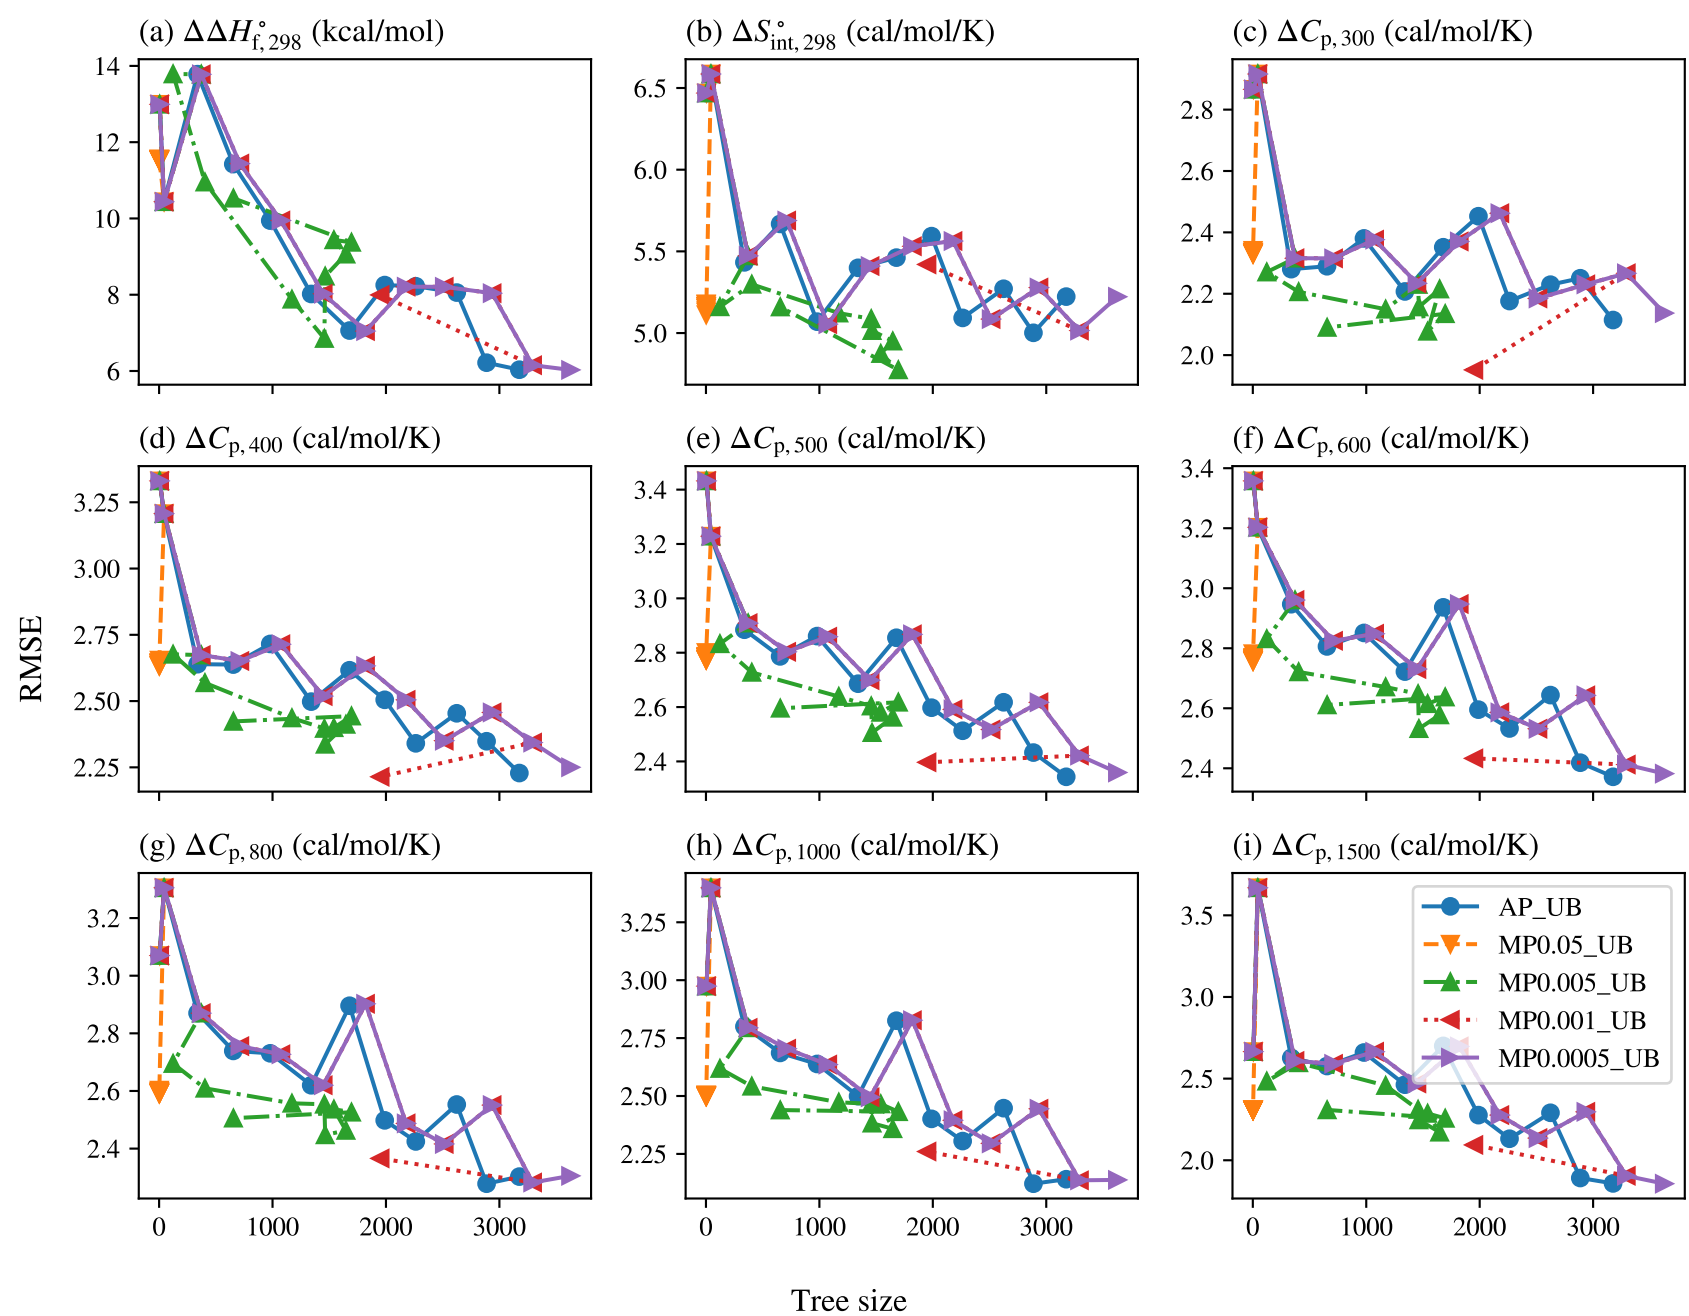 (a) ΔΔH°f, 298 (kcal/mol)
(b) ΔS°int, 298 (cal/mol/K)
(c) ΔCp, 300 (cal/mol/K)
14
12
10
8
6
6.5
6.0
5.5
5.0
2.8
2.6
2.4
2.2
2.0
(d) ΔCp, 400 (cal/mol/K)
(e) ΔCp, 500 (cal/mol/K)
(f) ΔCp, 600 (cal/mol/K)
RMSE
3.25
3.00
2.75
2.50
2.25
3.4
3.2
3.0
2.8
2.6
2.4
3.4
3.2
3.0
2.8
2.6
2.4
(g) ΔCp, 800 (cal/mol/K)
(h) ΔCp, 1000 (cal/mol/K)
(i) ΔCp, 1500 (cal/mol/K)
3.2
3.0
2.8
2.6
2.4
3.25
3.00
2.75
2.50
2.25
3.5
3.0
2.5
2.0
AP_UB
MP0.05_UB
MP0.005_UB
MP0.001_UB
MP0.0005_UB
0 1000 2000 3000
0 1000 2000 3000
0 1000 2000 3000
Tree size